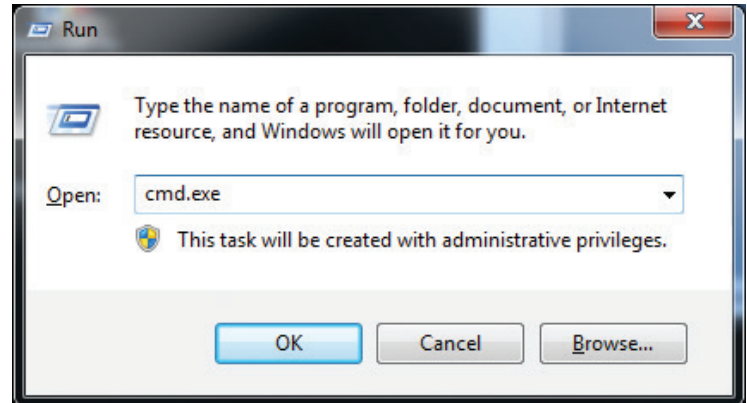 Run
Type the name of a program, folder, document, or Internet
resource, and Windows will open it for you.
Open:
cmd.exe
This task will be created with administrative privileges.
OK
Cancel
Browse...